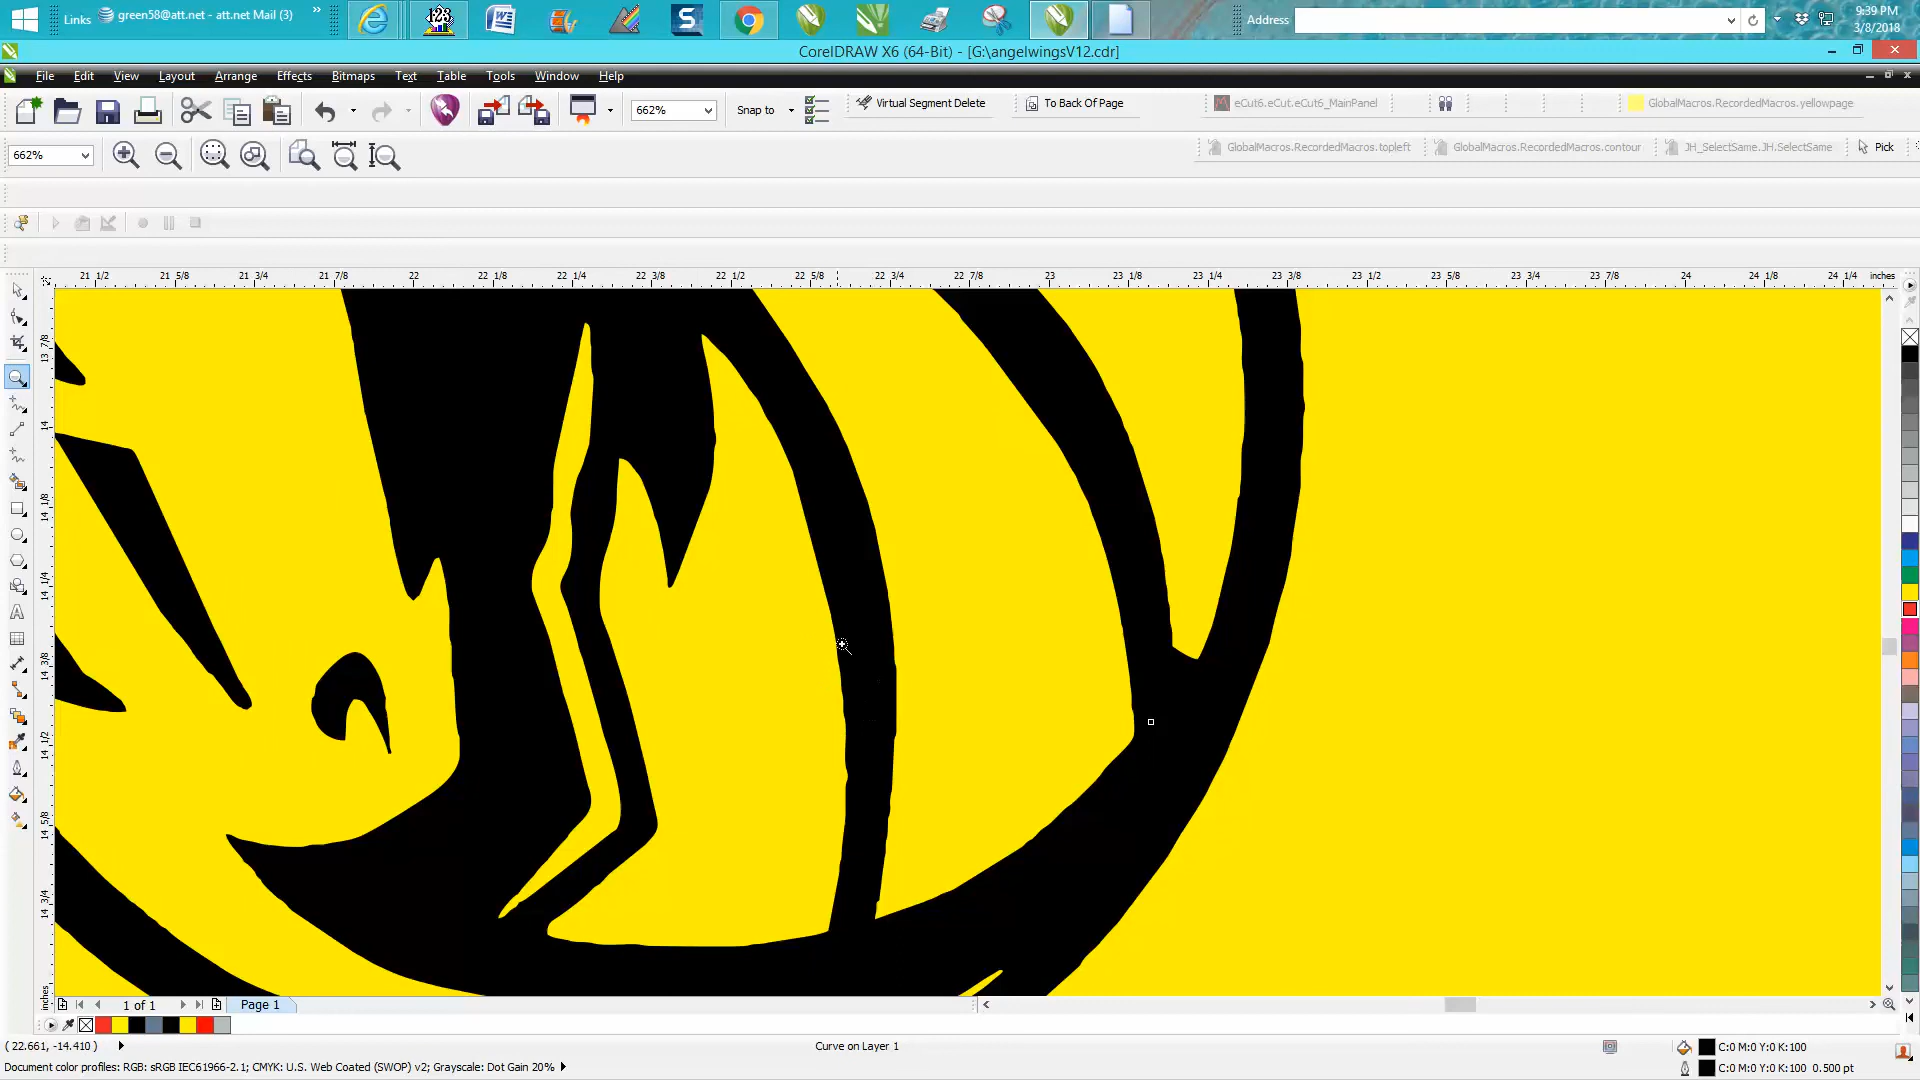 Links green58@att.net - att.net Mail (3) » Address 9:39 PM
3/8/2018
CorelDRAW X6 (64-Bit) - [G:\angelwingsV12.cdr]
File Edit View Layout Arrange Effects Bitmaps Text Table Tools Window Help
662% Snap to Virtual Segment Delete To Back Of Page eCut6.eCut.eCut6_MainPanel GlobalMacros.RecordedMacros.yellowpage
662% GlobalMacros.RecordedMacros.topleft GlobalMacros.RecordedMacros.contour JH_SelectSame.JH.SelectSame Pick
21 1/2 21 5/8 21 3/4 21 7/8 22 22 1/8 22 1/4 22 3/8 22 1/2 22 5/8 22 3/4 22 7/8 23 23 1/8 23 1/4 23 3/8 23 1/2 23 5/8 23 3/4 23 7/8 24 24 1/8 24 1/4 inches
13 7/8
14
14 1/8
14 1/4
14 3/8
14 1/2
14 5/8
14 3/4
inches
1 of 1 Page 1
( 22.661, -14.410 ) Curve on Layer 1 C:0 M:0 Y:0 K:100
Document color profiles: RGB: sRGB IEC61966-2.1; CMYK: U.S. Web Coated (SWOP) v2; Grayscale: Dot Gain 20% C:0 M:0 Y:0 K:100 0.500 pt